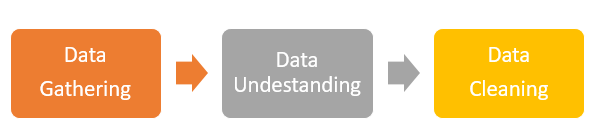 Data
Gathering
Data
Undestanding
Data
Cleaning